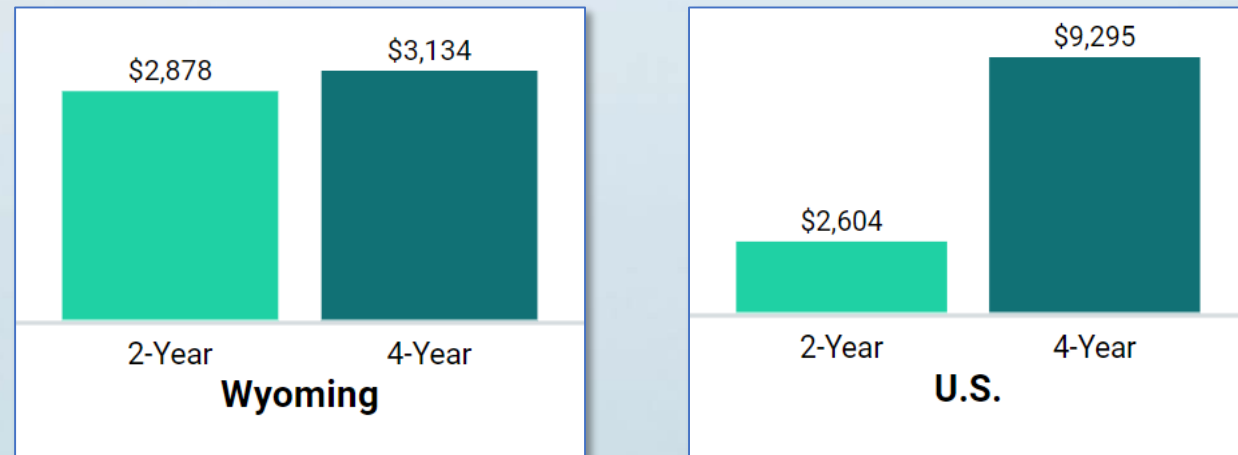 $2,878
$3,134
2-Year
4-Year
Wyoming
$2,604
$9,295
2-Year
4-Year
U.S.